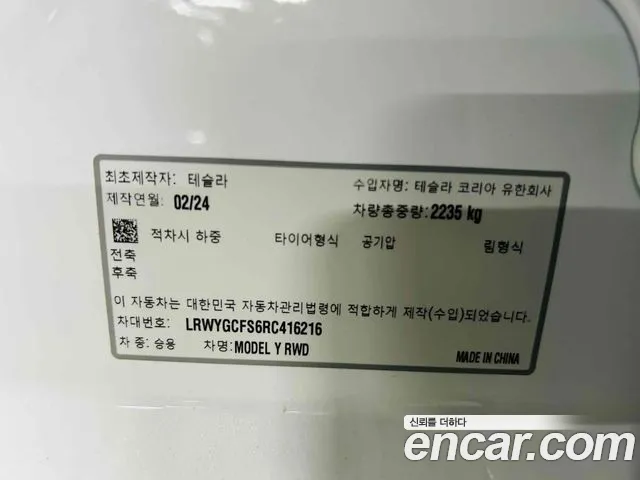 최초제작자: 테슬라
수입자명: 테슬라 코리아 유한회사
제작연월: 02/24
차량총중량: 2235 kg
적차시 하중 타이어형식 공기압 림형식
전축
후축
이 자동차는 대한민국 자동차관리법령에 적합하게 제작(수입)되었습니다.
차대번호: LRWYGCFS6RC416216
차 종: 승용 차명: MODEL Y RWD
MADE IN CHINA
신뢰를 더하다
encar.com